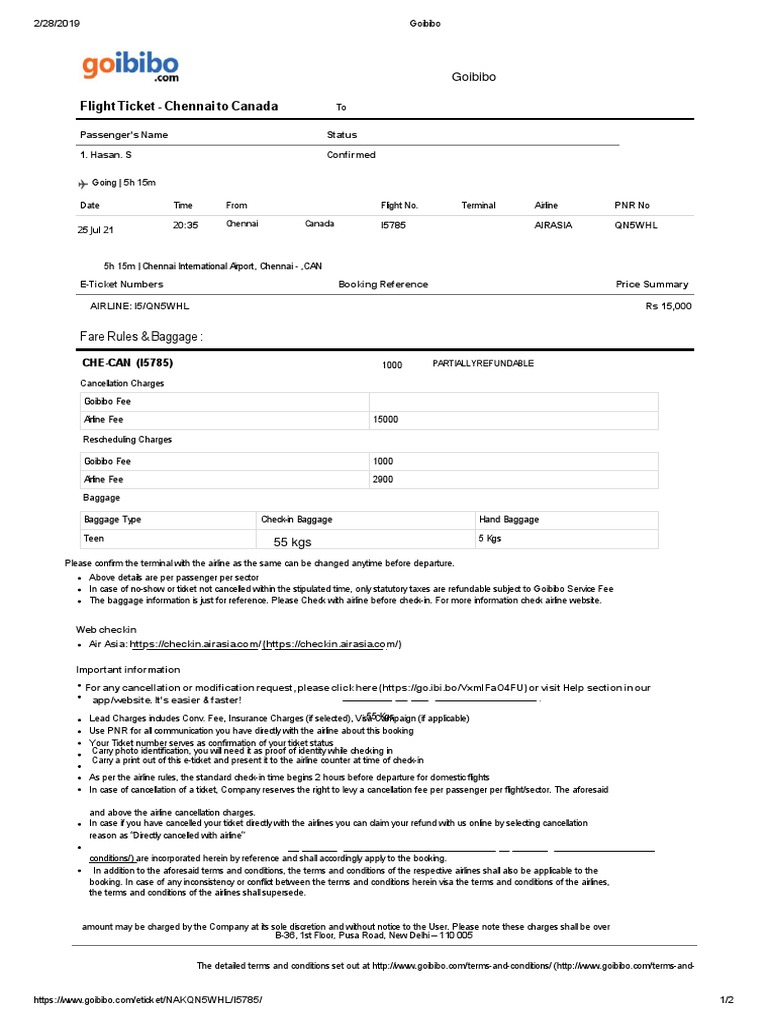 2/28/2019 Goibibo
goibibo
.com
Goibibo
Flight Ticket - Chennai to Canada To
Passenger's Name Status
1. Hasan. S Confirmed
Going | 5h 15m
Date Time From Flight No. Terminal Airline PNR No
25 Jul 21 20:35 Chennai Canada I5785 AIRASIA QN5WHL
5h 15m | Chennai International Airport, Chennai - ,CAN
E-Ticket Numbers Booking Reference Price Summary
AIRLINE: I5/QN5WHL Rs 15,000
Fare Rules & Baggage :
CHE-CAN (I5785) 1000 PARTIALLYREFUNDABLE
Cancellation Charges
Goibibo Fee
Airline Fee 15000
Rescheduling Charges
Goibibo Fee 1000
Airline Fee 2900
Baggage
Baggage Type Check-in Baggage Hand Baggage
Teen 55 kgs 5 Kgs
Please confirm the terminal with the airline as the same can be changed anytime before departure.
• Above details are per passenger per sector
• In case of no-show or ticket not cancelled within the stipulated time, only statutory taxes are refundable subject to Goibibo Service Fee
• The baggage information is just for reference. Please Check with airline before check-in. For more information check airline website.
Web checkin
• Air Asia: https://checkin.airasia.com/ (https://checkin.airasia.com/)
Important information
• For any cancellation or modification request, please click here (https://go.ibi.bo/VxmIFaO4FU) or visit Help section in our
• app/website. It's easier & faster! .
• Lead Charges includes Conv. Fee, Insurance Charges (if selected), Visa Campaign (if applicable)
55 Kgs
• Use PNR for all communication you have directly with the airline about this booking
• Your Ticket number serves as confirmation of your ticket status
• Carry photo identification, you will need it as proof of identity while checking in
• Carry a print out of this e-ticket and present it to the airline counter at time of check-in
• As per the airline rules, the standard check-in time begins 2 hours before departure for domestic flights
• In case of cancellation of a ticket, Company reserves the right to levy a cancellation fee per passenger per flight/sector. The aforesaid
and above the airline cancellation charges.
• In case if you have cancelled your ticket directly with the airlines you can claim your refund with us online by selecting cancellation
reason as "Directly cancelled with airline"
•
conditions/) are incorporated herein by reference and shall accordingly apply to the booking.
• In addition to the aforesaid terms and conditions, the terms and conditions of the respective airlines shall also be applicable to the
booking. In case of any inconsistency or conflict between the terms and conditions herein visa the terms and conditions of the airlines,
the terms and conditions of the airlines shall supersede.
amount may be charged by the Company at its sole discretion and without notice to the User. Please note these charges shall be over
B-36, 1st Floor, Pusa Road, New Delhi – 110 005
The detailed terms and conditions set out at http://www.goibibo.com/terms-and-conditions/ (http://www.goibibo.com/terms-and-
https://www.goibibo.com/eticket/NAKQN5WHL/I5785/ 1/2